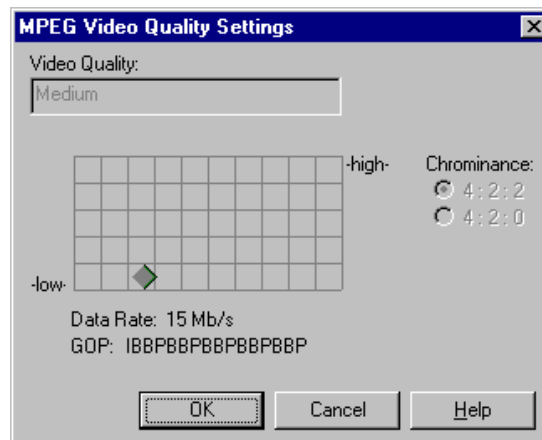 MPEG Video Quality Settings
Video Quality:
Medium
-high-
Chrominance:
4 : 2 : 2
4 : 2 : 0
-low-
Data Rate: 15 Mb/s
GOP: IBBPBBPBBPBBPBBP
OK
Cancel
Help